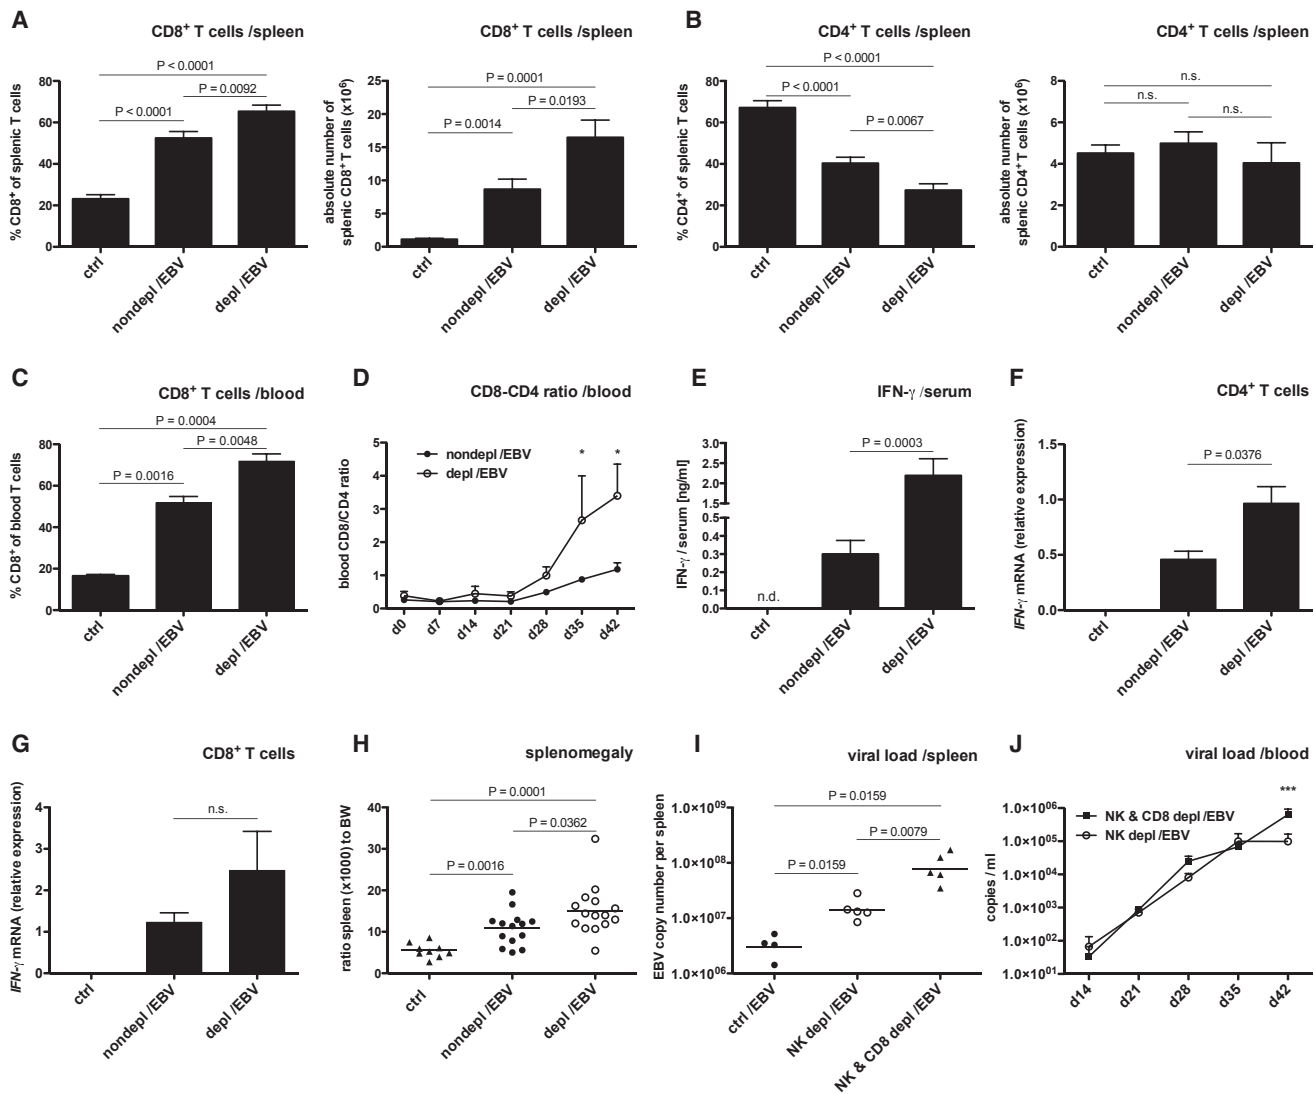 A
CD8+ T cells /spleen
% CD8+ of splenic T cells
80
60
40
20
0
P < 0.0001
P = 0.0092
P < 0.0001
ctrl
nondepl /EBV
depl /EBV
CD8+ T cells /spleen
absolute number of
splenic CD8+ T cells (x10⁶)
25
20
15
10
5
0
P = 0.0001
P = 0.0193
P = 0.0014
ctrl
nondepl /EBV
depl /EBV
B
CD4+ T cells /spleen
% CD4+ of splenic T cells
80
60
40
20
0
P < 0.0001
P < 0.0001
P = 0.0067
ctrl
nondepl /EBV
depl /EBV
CD4+ T cells /spleen
absolute number of
splenic CD4+ T cells (x10⁶)
8
6
4
2
0
n.s.
n.s.
n.s.
ctrl
nondepl /EBV
depl /EBV
C
CD8+ T cells /blood
% CD8+ of blood T cells
80
60
40
20
0
P = 0.0004
P = 0.0048
P = 0.0016
ctrl
nondepl /EBV
depl /EBV
D
CD8-CD4 ratio /blood
blood CD8/CD4 ratio
5
4
3
2
1
0
nondepl /EBV
depl /EBV
* *
d0
d7
d14
d21
d28
d35
d42
E
IFN-γ /serum
IFN-γ / serum [ng/ml]
3.0
2.5
2.0
1.5
0.5
0.4
0.3
0.2
0.1
0.0
P = 0.0003
n.d.
ctrl
nondepl /EBV
depl /EBV
F
CD4+ T cells
IFN-γ mRNA (relative expression)
1.5
1.0
0.5
0.0
P = 0.0376
ctrl
nondepl /EBV
depl /EBV
G
CD8+ T cells
IFN-γ mRNA (relative expression)
4
3
2
1
0
n.s.
ctrl
nondepl /EBV
depl /EBV
H
splenomegaly
ratio spleen (x1000) to BW
40
30
20
10
0
P = 0.0001
P = 0.0362
P = 0.0016
ctrl
nondepl /EBV
depl /EBV
I
viral load /spleen
EBV copy number per spleen
1.0×10⁰⁹
1.0×10⁰⁸
1.0×10⁰⁷
1.0×10⁰⁶
P = 0.0159
P = 0.0079
P = 0.0159
ctrl /EBV
NK depl /EBV
NK & CD8 depl /EBV
J
viral load /blood
copies / ml
1.0×10⁰⁶
1.0×10⁰⁵
1.0×10⁰⁴
1.0×10⁰³
1.0×10⁰²
1.0×10⁰¹
NK & CD8 depl /EBV
NK depl /EBV
***
d14
d21
d28
d35
d42